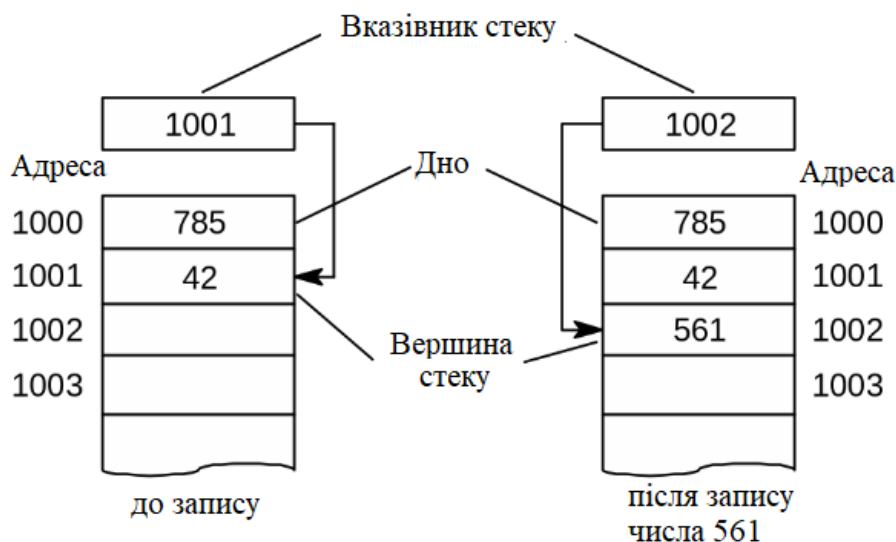 Вказівник стеку
1001 1002
Адреса Дно Адреса
1000 785 785 1000
1001 42 42 1001
1002 561 1002
Вершина
стеку
1003 1003
до запису
після запису
числа 561